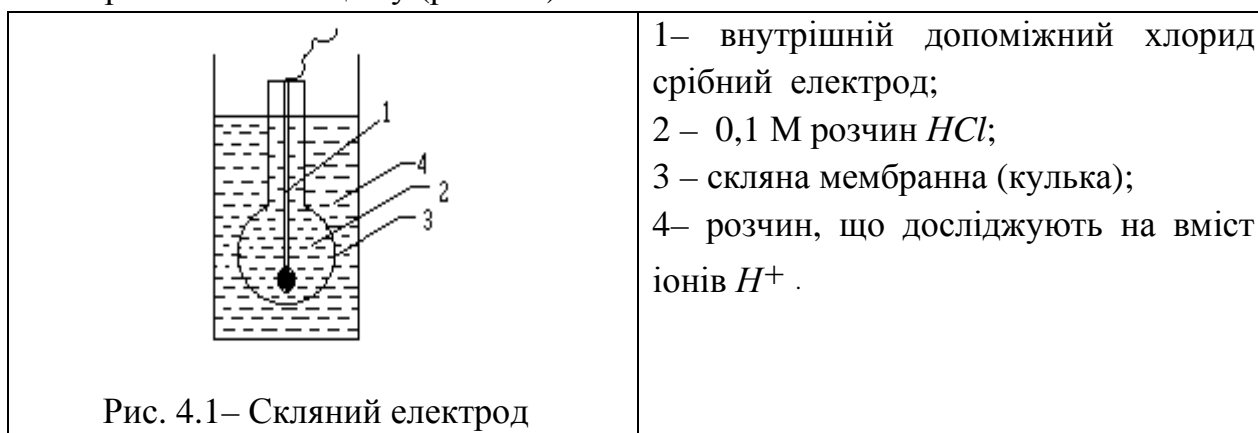 1– внутрішній допоміжний хлорид
срібний електрод;
2 – 0,1 М розчин HCl;
3 – скляна мембранна (кулька);
4– розчин, що досліджують на вміст
іонів H+ .
1
4
2
3
Рис. 4.1– Скляний електрод